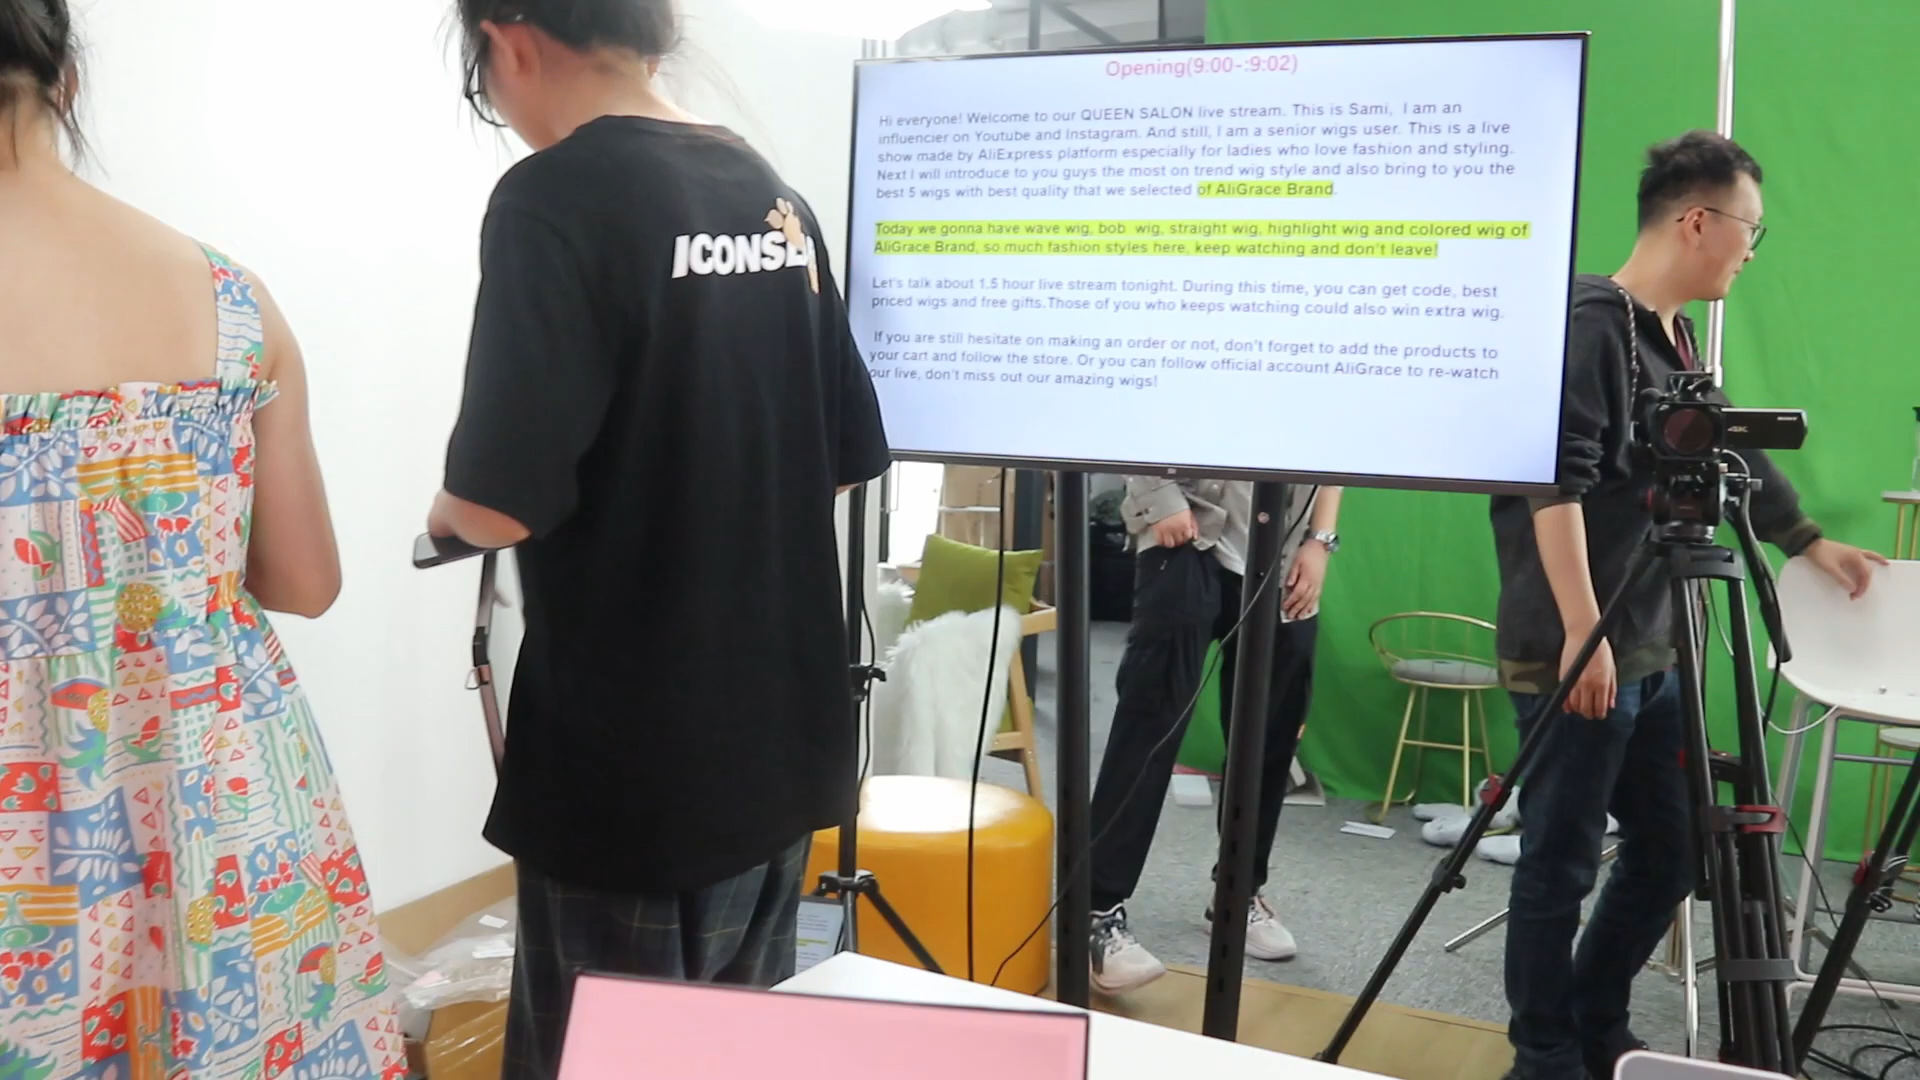 Opening(9:00-:9:02)
Hi everyone! Welcome to our QUEEN SALON live stream. This is Sami, I am an
influencier on Youtube and Instagram. And still, I am a senior wigs user. This is a live
show made by AliExpress platform especially for ladies who love fashion and styling.
Next I will introduce to you guys the most on trend wig style and also bring to you the
best 5 wigs with best quality that we selected of AliGrace Brand.
Today we gonna have wave wig, bob wig, straight wig, highlight wig and colored wig of
AliGrace Brand, so much fashion styles here, keep watching and don't leave!
Let's talk about 1.5 hour live stream tonight. During this time, you can get code, best
priced wigs and free gifts.Those of you who keeps watching could also win extra wig.
If you are still hesitate on making an order or not, don't forget to add the products to
your cart and follow the store. Or you can follow official account AliGrace to re-watch
our live, don't miss out our amazing wigs!
SONY
4K